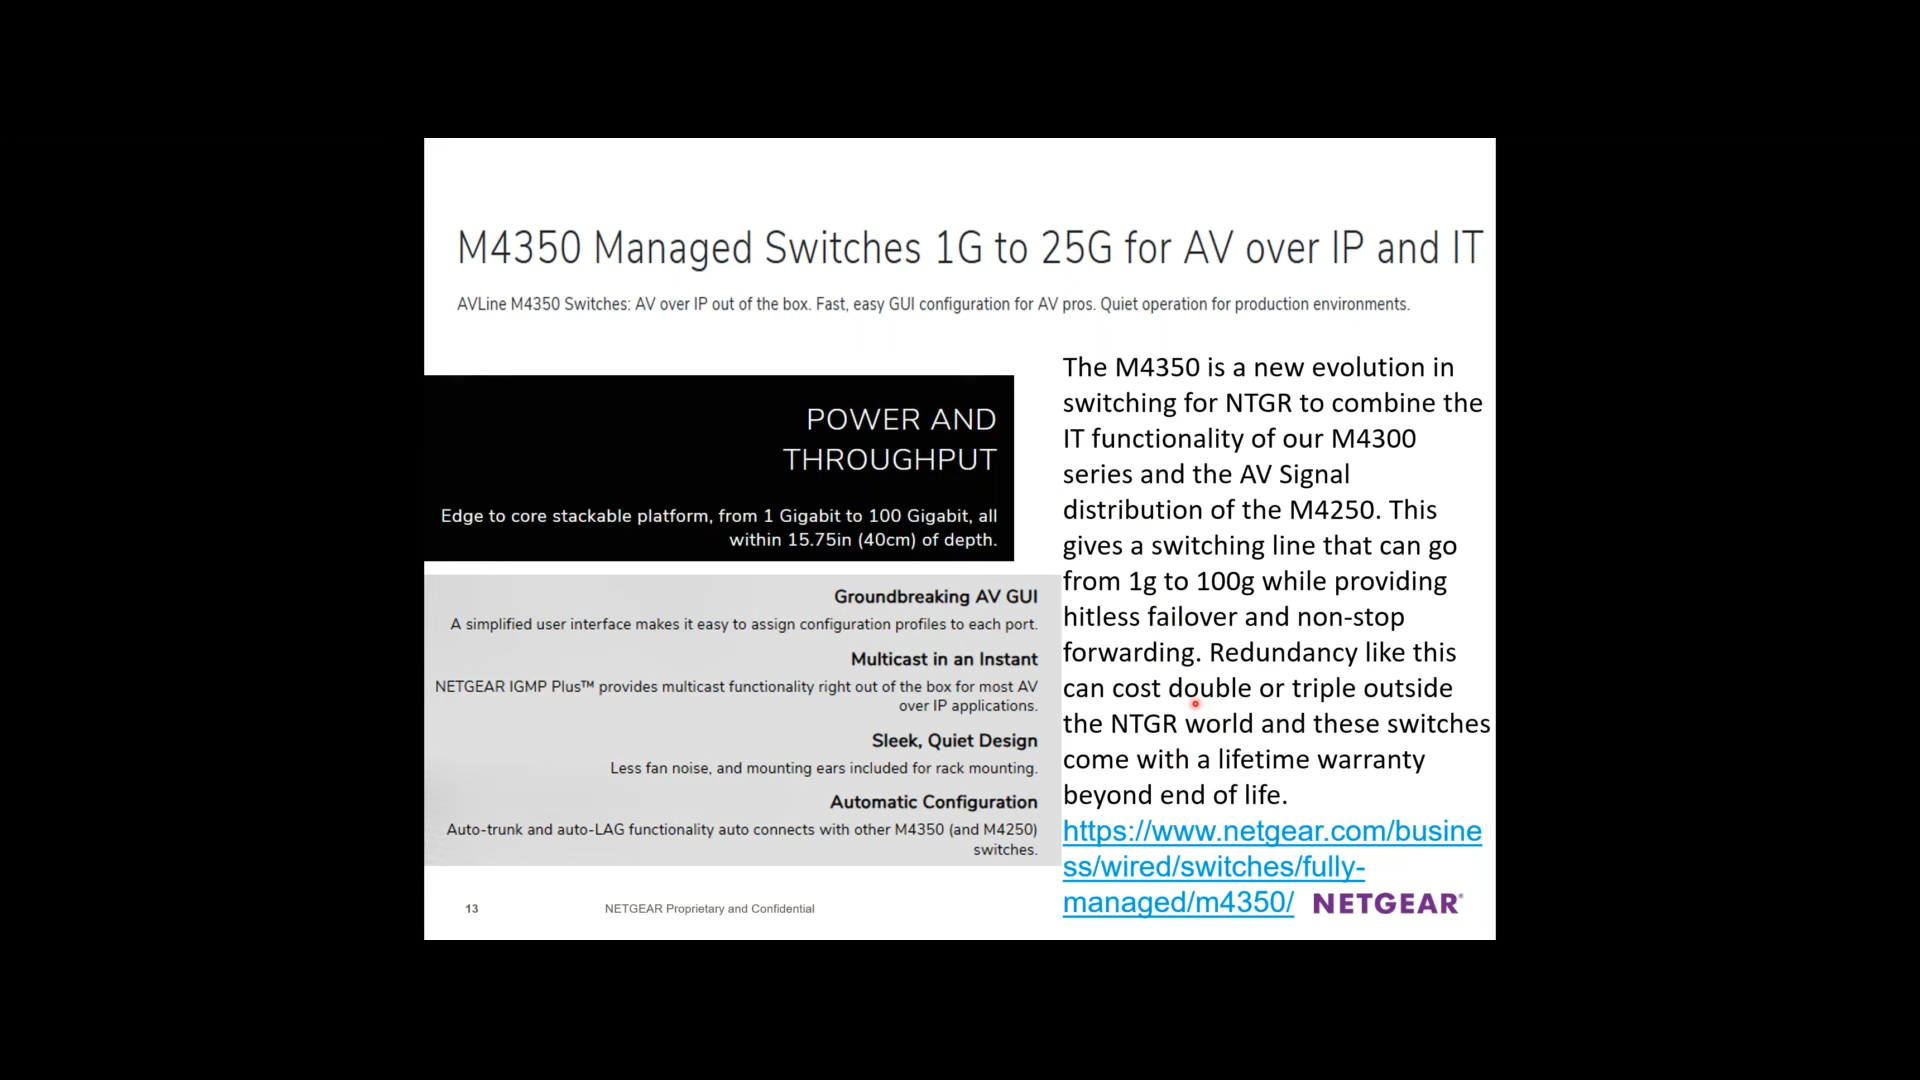 M4350 Managed Switches 1G to 25G for AV over IP and IT
AVLine M4350 Switches: AV over IP out of the box. Fast, easy GUI configuration for AV pros. Quiet operation for production environments.
POWER AND
THROUGHPUT
Edge to core stackable platform, from 1 Gigabit to 100 Gigabit, all
within 15.75in (40cm) of depth.
Groundbreaking AV GUI
A simplified user interface makes it easy to assign configuration profiles to each port.
Multicast in an Instant
NETGEAR IGMP Plus™ provides multicast functionality right out of the box for most AV
over IP applications.
Sleek, Quiet Design
Less fan noise, and mounting ears included for rack mounting.
Automatic Configuration
Auto-trunk and auto-LAG functionality auto connects with other M4350 (and M4250)
switches.
The M4350 is a new evolution in
switching for NTGR to combine the
IT functionality of our M4300
series and the AV Signal
distribution of the M4250. This
gives a switching line that can go
from 1g to 100g while providing
hitless failover and non-stop
forwarding. Redundancy like this
can cost double or triple outside
the NTGR world and these switches
come with a lifetime warranty
beyond end of life.
https://www.netgear.com/busine
ss/wired/switches/fully-
managed/m4350/
13
NETGEAR Proprietary and Confidential
NETGEAR®